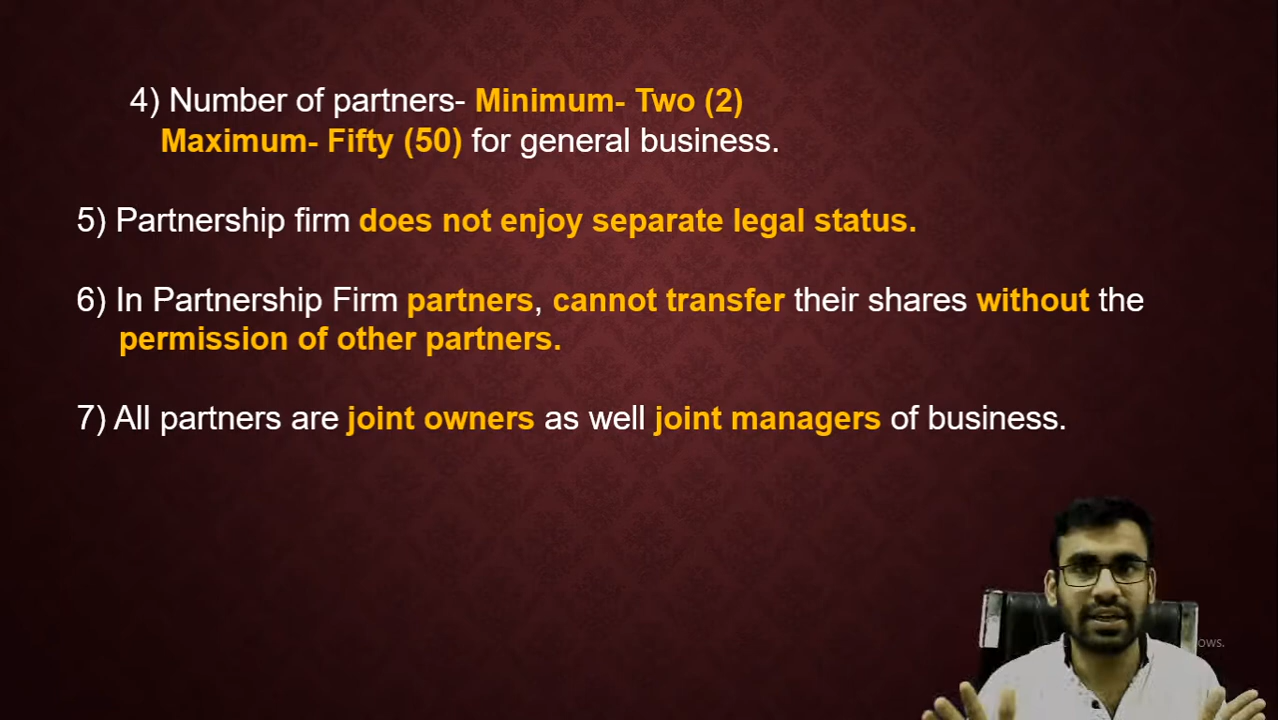 4) Number of partners- Minimum- Two (2)
Maximum- Fifty (50) for general business.
5) Partnership firm does not enjoy separate legal status.
6) In Partnership Firm partners, cannot transfer their shares without the
permission of other partners.
7) All partners are joint owners as well joint managers of business.
ows.